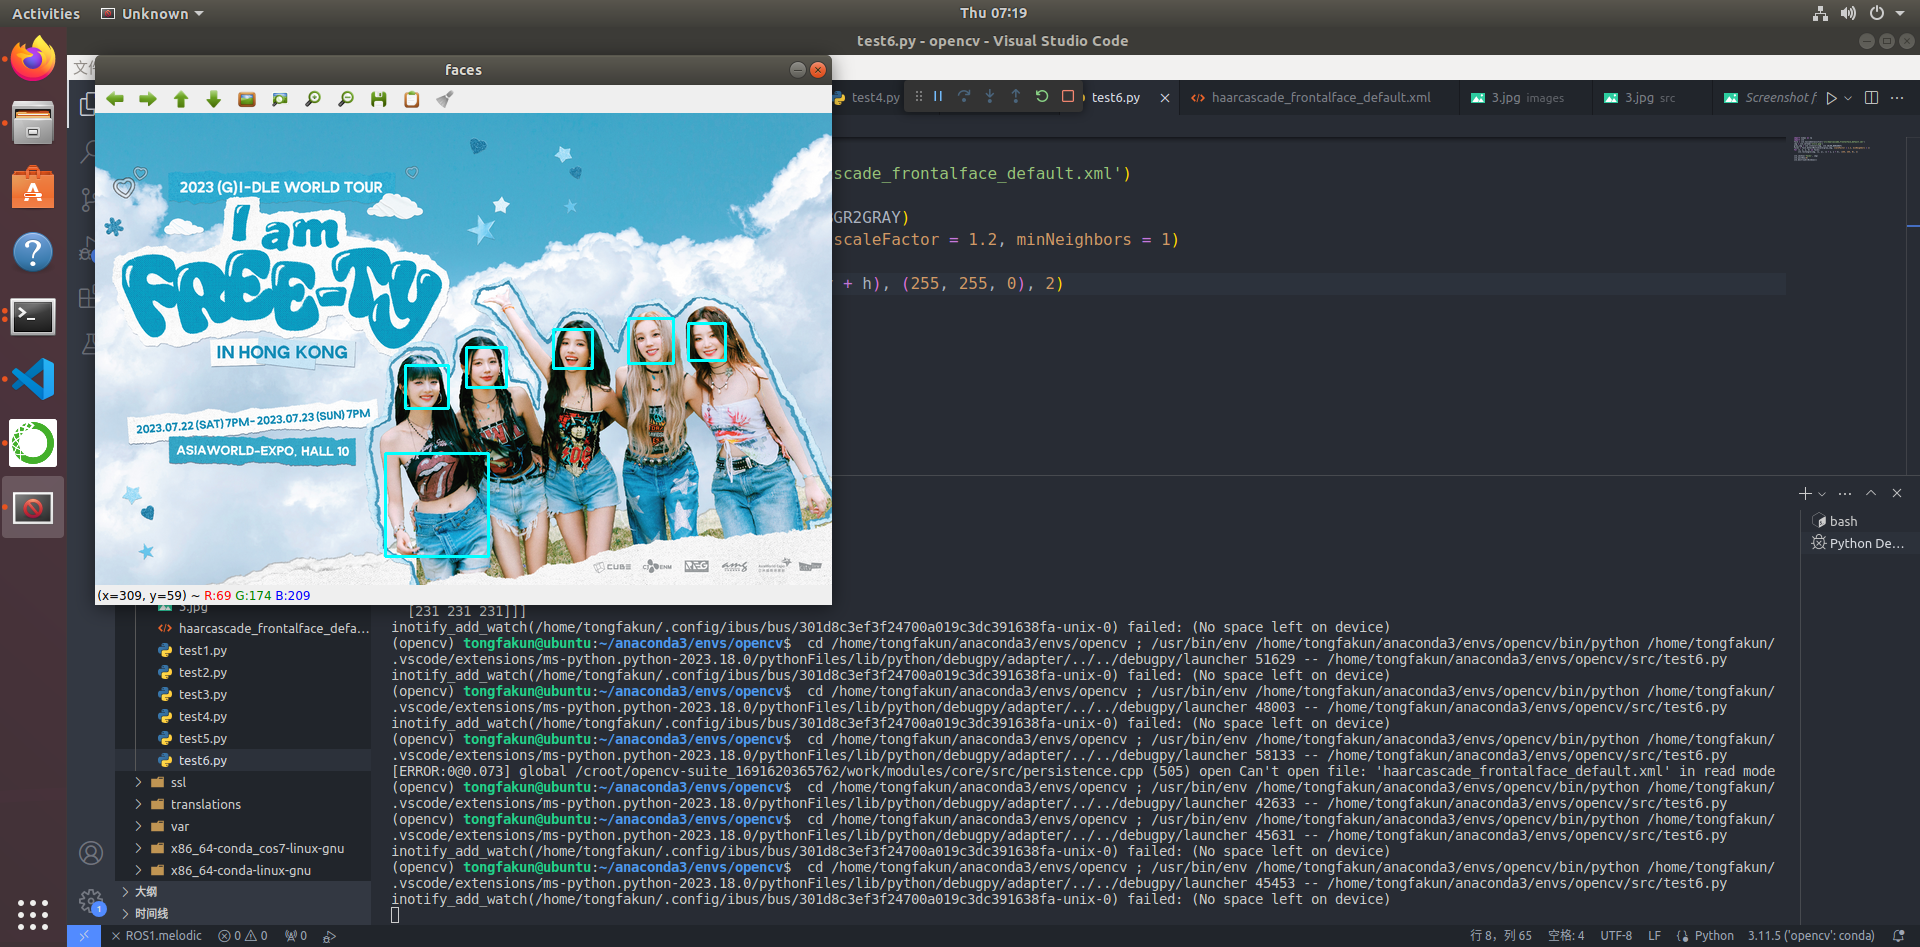 Activities
Unknown
Thu 07:19
test6.py - opencv - Visual Studio Code
faces
test4.py
test6.py
haarcascade_frontalface_default.xml
3.jpg images
3.jpg src
Screenshot f
2023 (G)I-DLE WORLD TOUR
I am
FREE-TY
IN HONG KONG
2023.07.22 (SAT) 7PM-2023.07.23 (SUN) 7PM
ASIAWORLD-EXPO, HALL 10
CUBE
CJ ENM
amg
(x=309, y=59) ~ R:69 G:174 B:209
scade_frontalface_default.xml')
GR2GRAY)
scaleFactor = 1.2, minNeighbors = 1)
+ h), (255, 255, 0), 2)
bash
Python De...
3.jpg
haarcascade_frontalface_defa...
test1.py
test2.py
test3.py
test4.py
test5.py
test6.py
ssl
translations
var
x86_64-conda_cos7-linux-gnu
x86_64-conda-linux-gnu
大纲
时间线
[231 231 231]]]
inotify_add_watch(/home/tongfakun/.config/ibus/bus/301d8c3ef3f24700a019c3dc391638fa-unix-0) failed: (No space left on device)
(opencv) tongfakun@ubuntu:~/anaconda3/envs/opencv$ cd /home/tongfakun/anaconda3/envs/opencv ; /usr/bin/env /home/tongfakun/anaconda3/envs/opencv/bin/python /home/tongfakun/
.vscode/extensions/ms-python.python-2023.18.0/pythonFiles/lib/python/debugpy/adapter/../../debugpy/launcher 51629 -- /home/tongfakun/anaconda3/envs/opencv/src/test6.py
inotify_add_watch(/home/tongfakun/.config/ibus/bus/301d8c3ef3f24700a019c3dc391638fa-unix-0) failed: (No space left on device)
(opencv) tongfakun@ubuntu:~/anaconda3/envs/opencv$ cd /home/tongfakun/anaconda3/envs/opencv ; /usr/bin/env /home/tongfakun/anaconda3/envs/opencv/bin/python /home/tongfakun/
.vscode/extensions/ms-python.python-2023.18.0/pythonFiles/lib/python/debugpy/adapter/../../debugpy/launcher 48003 -- /home/tongfakun/anaconda3/envs/opencv/src/test6.py
inotify_add_watch(/home/tongfakun/.config/ibus/bus/301d8c3ef3f24700a019c3dc391638fa-unix-0) failed: (No space left on device)
(opencv) tongfakun@ubuntu:~/anaconda3/envs/opencv$ cd /home/tongfakun/anaconda3/envs/opencv ; /usr/bin/env /home/tongfakun/anaconda3/envs/opencv/bin/python /home/tongfakun/
.vscode/extensions/ms-python.python-2023.18.0/pythonFiles/lib/python/debugpy/adapter/../../debugpy/launcher 58133 -- /home/tongfakun/anaconda3/envs/opencv/src/test6.py
[ERROR:0@0.073] global /croot/opencv-suite_1691620365762/work/modules/core/src/persistence.cpp (505) open Can't open file: 'haarcascade_frontalface_default.xml' in read mode
(opencv) tongfakun@ubuntu:~/anaconda3/envs/opencv$ cd /home/tongfakun/anaconda3/envs/opencv ; /usr/bin/env /home/tongfakun/anaconda3/envs/opencv/bin/python /home/tongfakun/
.vscode/extensions/ms-python.python-2023.18.0/pythonFiles/lib/python/debugpy/adapter/../../debugpy/launcher 42633 -- /home/tongfakun/anaconda3/envs/opencv/src/test6.py
(opencv) tongfakun@ubuntu:~/anaconda3/envs/opencv$ cd /home/tongfakun/anaconda3/envs/opencv ; /usr/bin/env /home/tongfakun/anaconda3/envs/opencv/bin/python /home/tongfakun/
.vscode/extensions/ms-python.python-2023.18.0/pythonFiles/lib/python/debugpy/adapter/../../debugpy/launcher 45631 -- /home/tongfakun/anaconda3/envs/opencv/src/test6.py
inotify_add_watch(/home/tongfakun/.config/ibus/bus/301d8c3ef3f24700a019c3dc391638fa-unix-0) failed: (No space left on device)
(opencv) tongfakun@ubuntu:~/anaconda3/envs/opencv$ cd /home/tongfakun/anaconda3/envs/opencv ; /usr/bin/env /home/tongfakun/anaconda3/envs/opencv/bin/python /home/tongfakun/
.vscode/extensions/ms-python.python-2023.18.0/pythonFiles/lib/python/debugpy/adapter/../../debugpy/launcher 45453 -- /home/tongfakun/anaconda3/envs/opencv/src/test6.py
inotify_add_watch(/home/tongfakun/.config/ibus/bus/301d8c3ef3f24700a019c3dc391638fa-unix-0) failed: (No space left on device)
1
ROS1.melodic
0
0
0
行 8，列 65
空格: 4
UTF-8
LF
Python
3.11.5 ('opencv': conda)